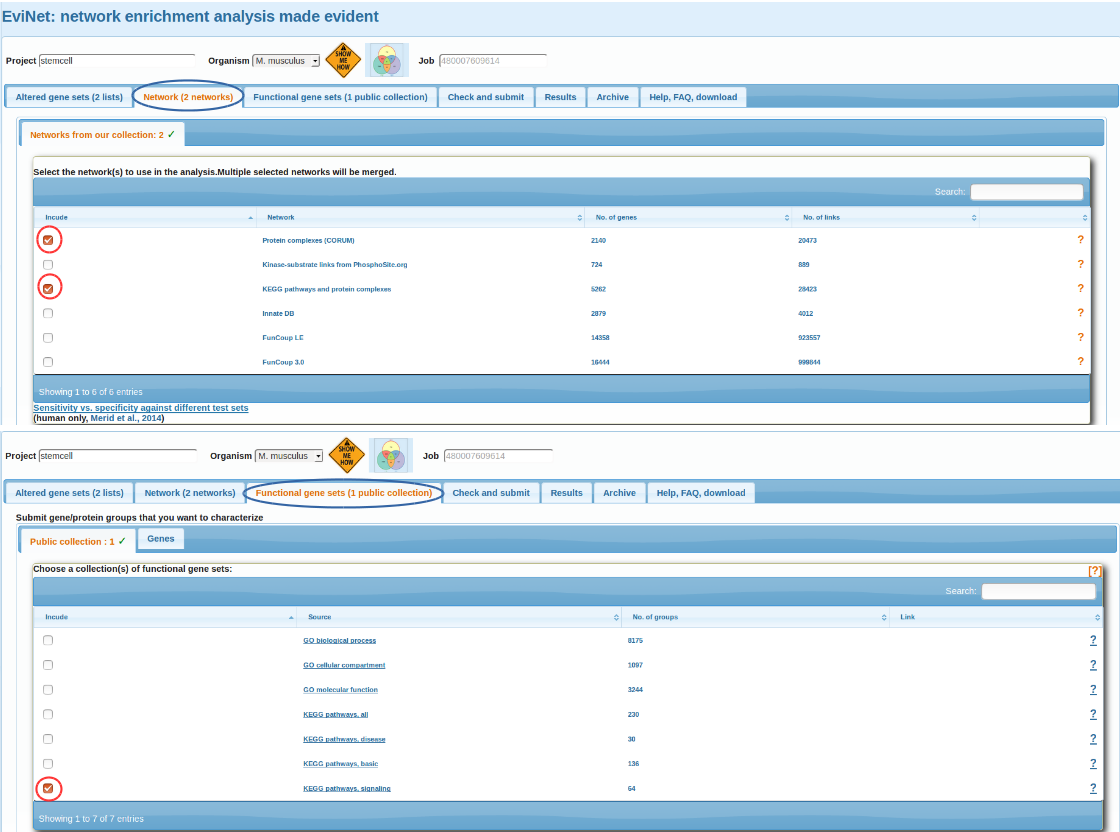 EviNet: network enrichment analysis made evident
Project stemcell Organism M. musculus SHOW ME HOW Job 480007609614
Altered gene sets (2 lists) Network (2 networks) Functional gene sets (1 public collection) Check and submit Results Archive Help, FAQ, download
Networks from our collection: 2 ✓
Select the network(s) to use in the analysis.Multiple selected networks will be merged.
Search:
Incude Network No. of genes No. of links
Protein complexes (CORUM) 2140 20473 ?
Kinase-substrate links from PhosphoSite.org 724 889 ?
KEGG pathways and protein complexes 5262 28423 ?
Innate DB 2879 4012 ?
FunCoup LE 14358 923557 ?
FunCoup 3.0 16444 999844 ?
Showing 1 to 6 of 6 entries
Sensitivity vs. specificity against different test sets
(human only, Merid et al., 2014)
Project stemcell Organism M. musculus SHOW ME HOW Job 480007609614
Altered gene sets (2 lists) Network (2 networks) Functional gene sets (1 public collection) Check and submit Results Archive Help, FAQ, download
Submit gene/protein groups that you want to characterize
Public collection : 1 ✓ Genes
Choose a collection(s) of functional gene sets: [?]
Search:
Incude Source No. of groups Link
GO biological process 8175 ?
GO cellular compartment 1097 ?
GO molecular function 3244 ?
KEGG pathways, all 230 ?
KEGG pathways, disease 30 ?
KEGG pathways, basic 136 ?
KEGG pathways, signaling 64 ?
Showing 1 to 7 of 7 entries